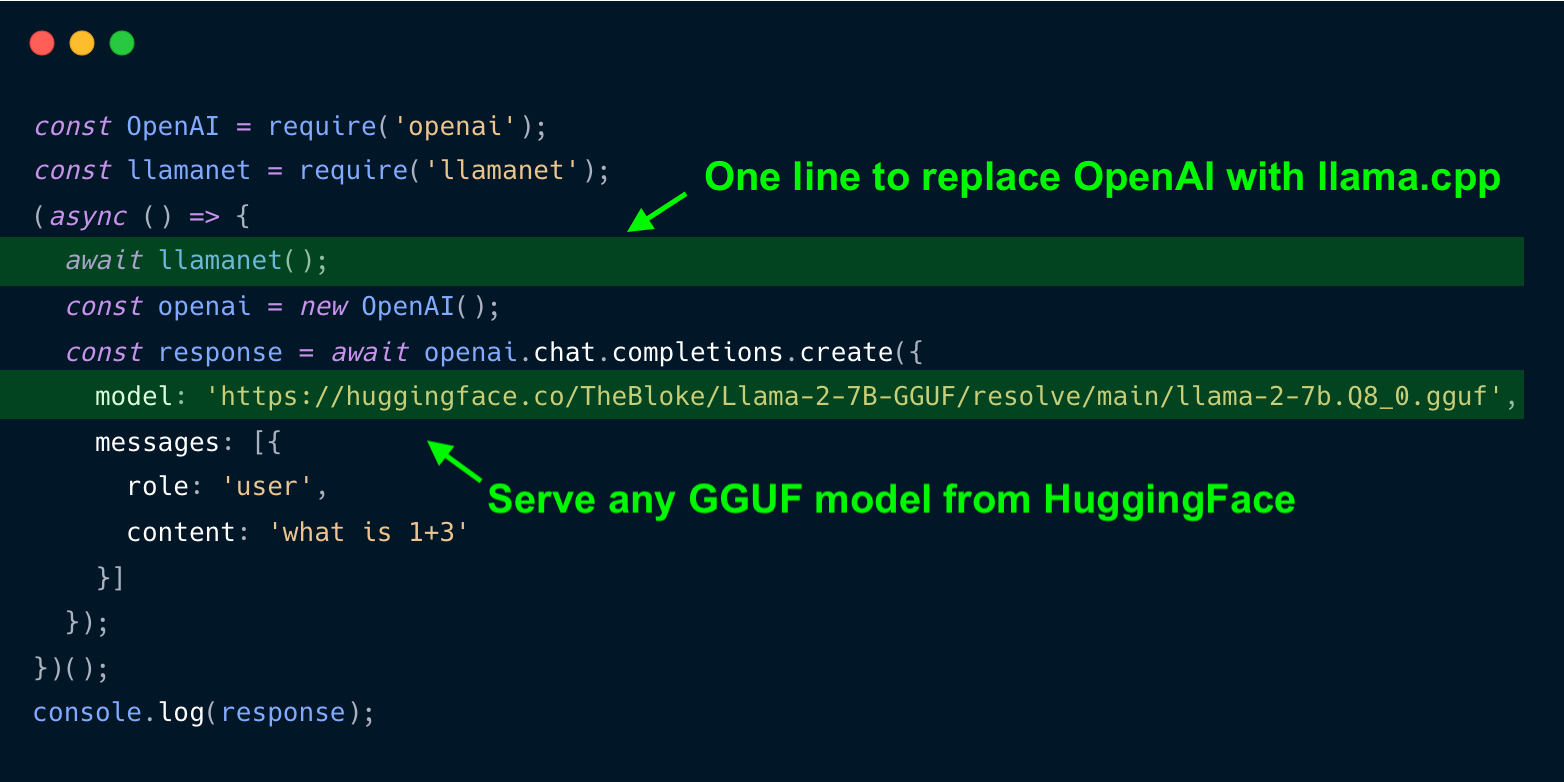 const OpenAI = require('openai');
const llamanet = require('llamanet');
One line to replace OpenAI with llama.cpp
(async () => {
  await llamanet();
  const openai = new OpenAI();
  const response = await openai.chat.completions.create({
    model: 'https://huggingface.co/TheBloke/Llama-2-7B-GGUF/resolve/main/llama-2-7b.Q8_0.gguf',
    messages: [{
      role: 'user',
Serve any GGUF model from HuggingFace
      content: 'what is 1+3'
    }]
  });
})();
console.log(response);